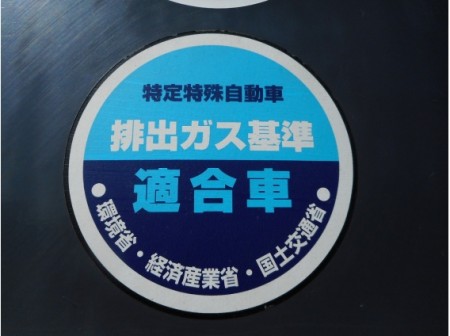 特定特殊自動車
排出ガス基準
適合車
●環境省・経済産業省・国土交通省●